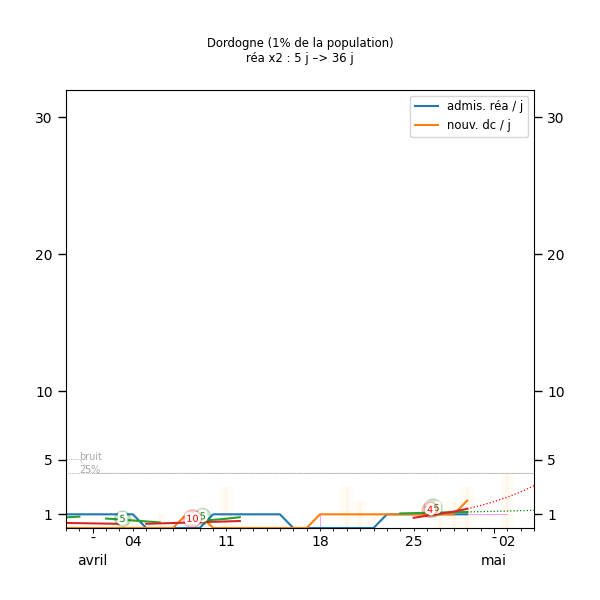 Dordogne (1% de la population)
réa x2 : 5 j –> 36 j
admis. réa / j
nouv. dc / j
30 30
20 20
10 10
5 5
bruit
25%
1 1
5 10 5 4
- 04 11 18 25 - 02
avril mai